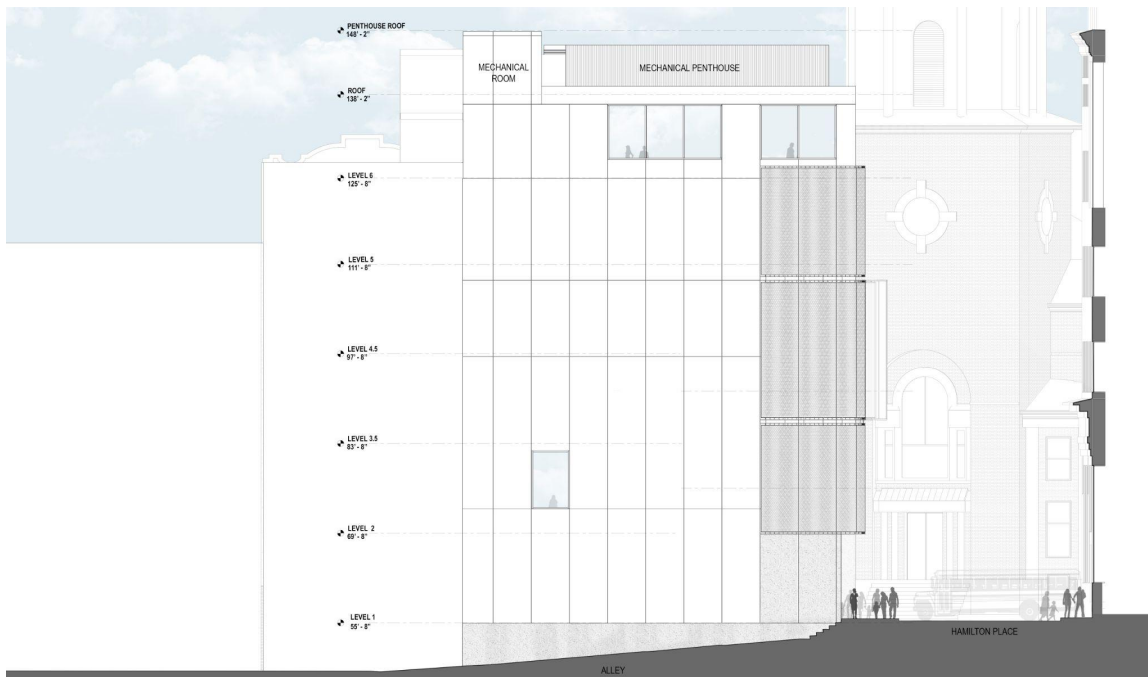 PENTHOUSE ROOF
148' - 2"
MECHANICAL
ROOM
MECHANICAL PENTHOUSE
ROOF
138' - 2"
LEVEL 6
125' - 8"
LEVEL 5
111' - 8"
LEVEL 4.5
97' - 8"
LEVEL 3.5
83' - 8"
LEVEL 2
69' - 8"
LEVEL 1
55' - 8"
HAMILTON PLACE
ALLEY